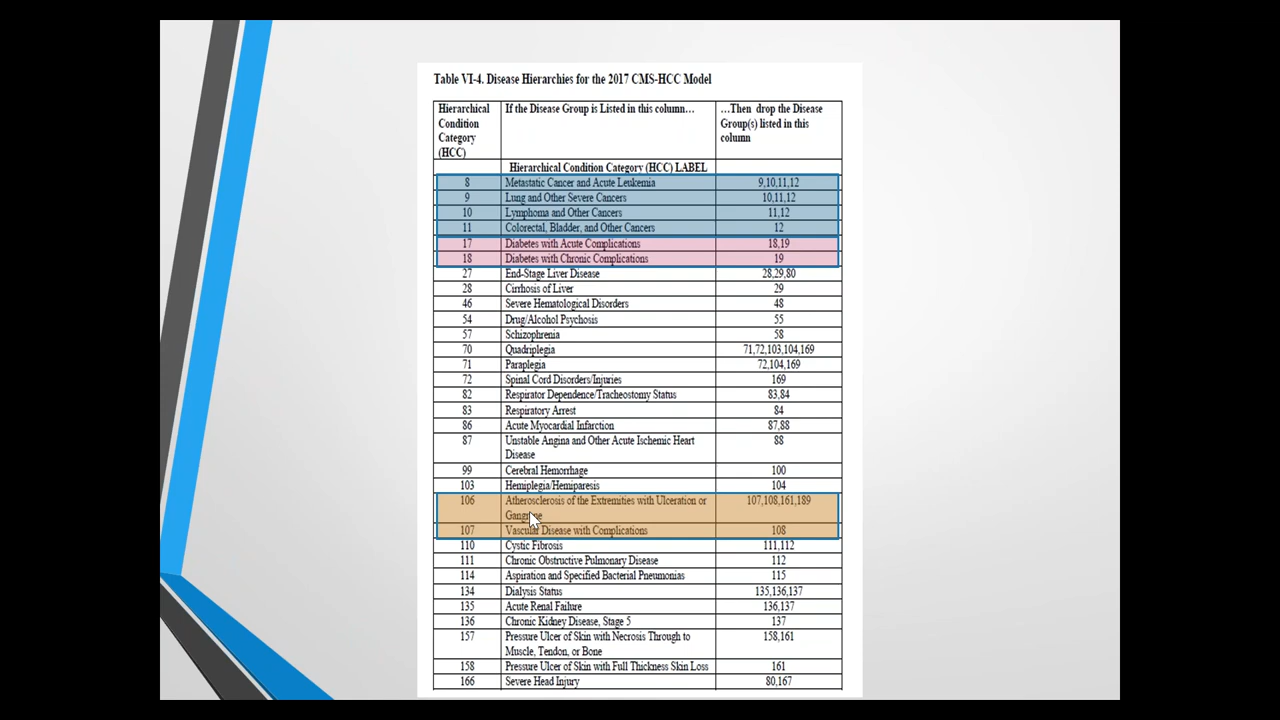 Table VI-4. Disease Hierarchies for the 2017 CMS-HCC Model
Hierarchical Condition Category (HCC) If the Disease Group is Listed in this column… …Then drop the Disease Group(s) listed in this column
Hierarchical Condition Category (HCC) LABEL
8 Metastatic Cancer and Acute Leukemia 9,10,11,12
9 Lung and Other Severe Cancers 10,11,12
10 Lymphoma and Other Cancers 11,12
11 Colorectal, Bladder, and Other Cancers 12
17 Diabetes with Acute Complications 18,19
18 Diabetes with Chronic Complications 19
27 End-Stage Liver Disease 28,29,80
28 Cirrhosis of Liver 29
46 Severe Hematological Disorders 48
54 Drug/Alcohol Psychosis 55
57 Schizophrenia 58
70 Quadriplegia 71,72,103,104,169
71 Paraplegia 72,104,169
72 Spinal Cord Disorders/Injuries 169
82 Respirator Dependence/Tracheostomy Status 83,84
83 Respiratory Arrest 84
86 Acute Myocardial Infarction 87,88
87 Unstable Angina and Other Acute Ischemic Heart 88
Disease
99 Cerebral Hemorrhage 100
103 Hemiplegia/Hemiparesis 104
106 Atherosclerosis of the Extremities with Ulceration or 107,108,161,189
Gangrene
107 Vascular Disease with Complications 108
110 Cystic Fibrosis 111,112
111 Chronic Obstructive Pulmonary Disease 112
114 Aspiration and Specified Bacterial Pneumonias 115
134 Dialysis Status 135,136,137
135 Acute Renal Failure 136,137
136 Chronic Kidney Disease, Stage 5 137
157 Pressure Ulcer of Skin with Necrosis Through to 158,161
Muscle, Tendon, or Bone
158 Pressure Ulcer of Skin with Full Thickness Skin Loss 161
166 Severe Head Injury 80,167